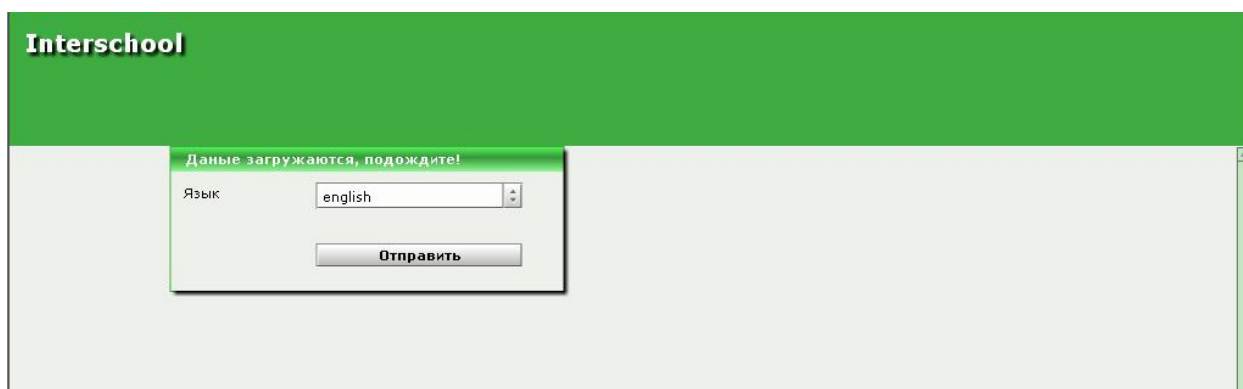 Interschool
Даные загружаются, подождите!
Язык
english
Отправить